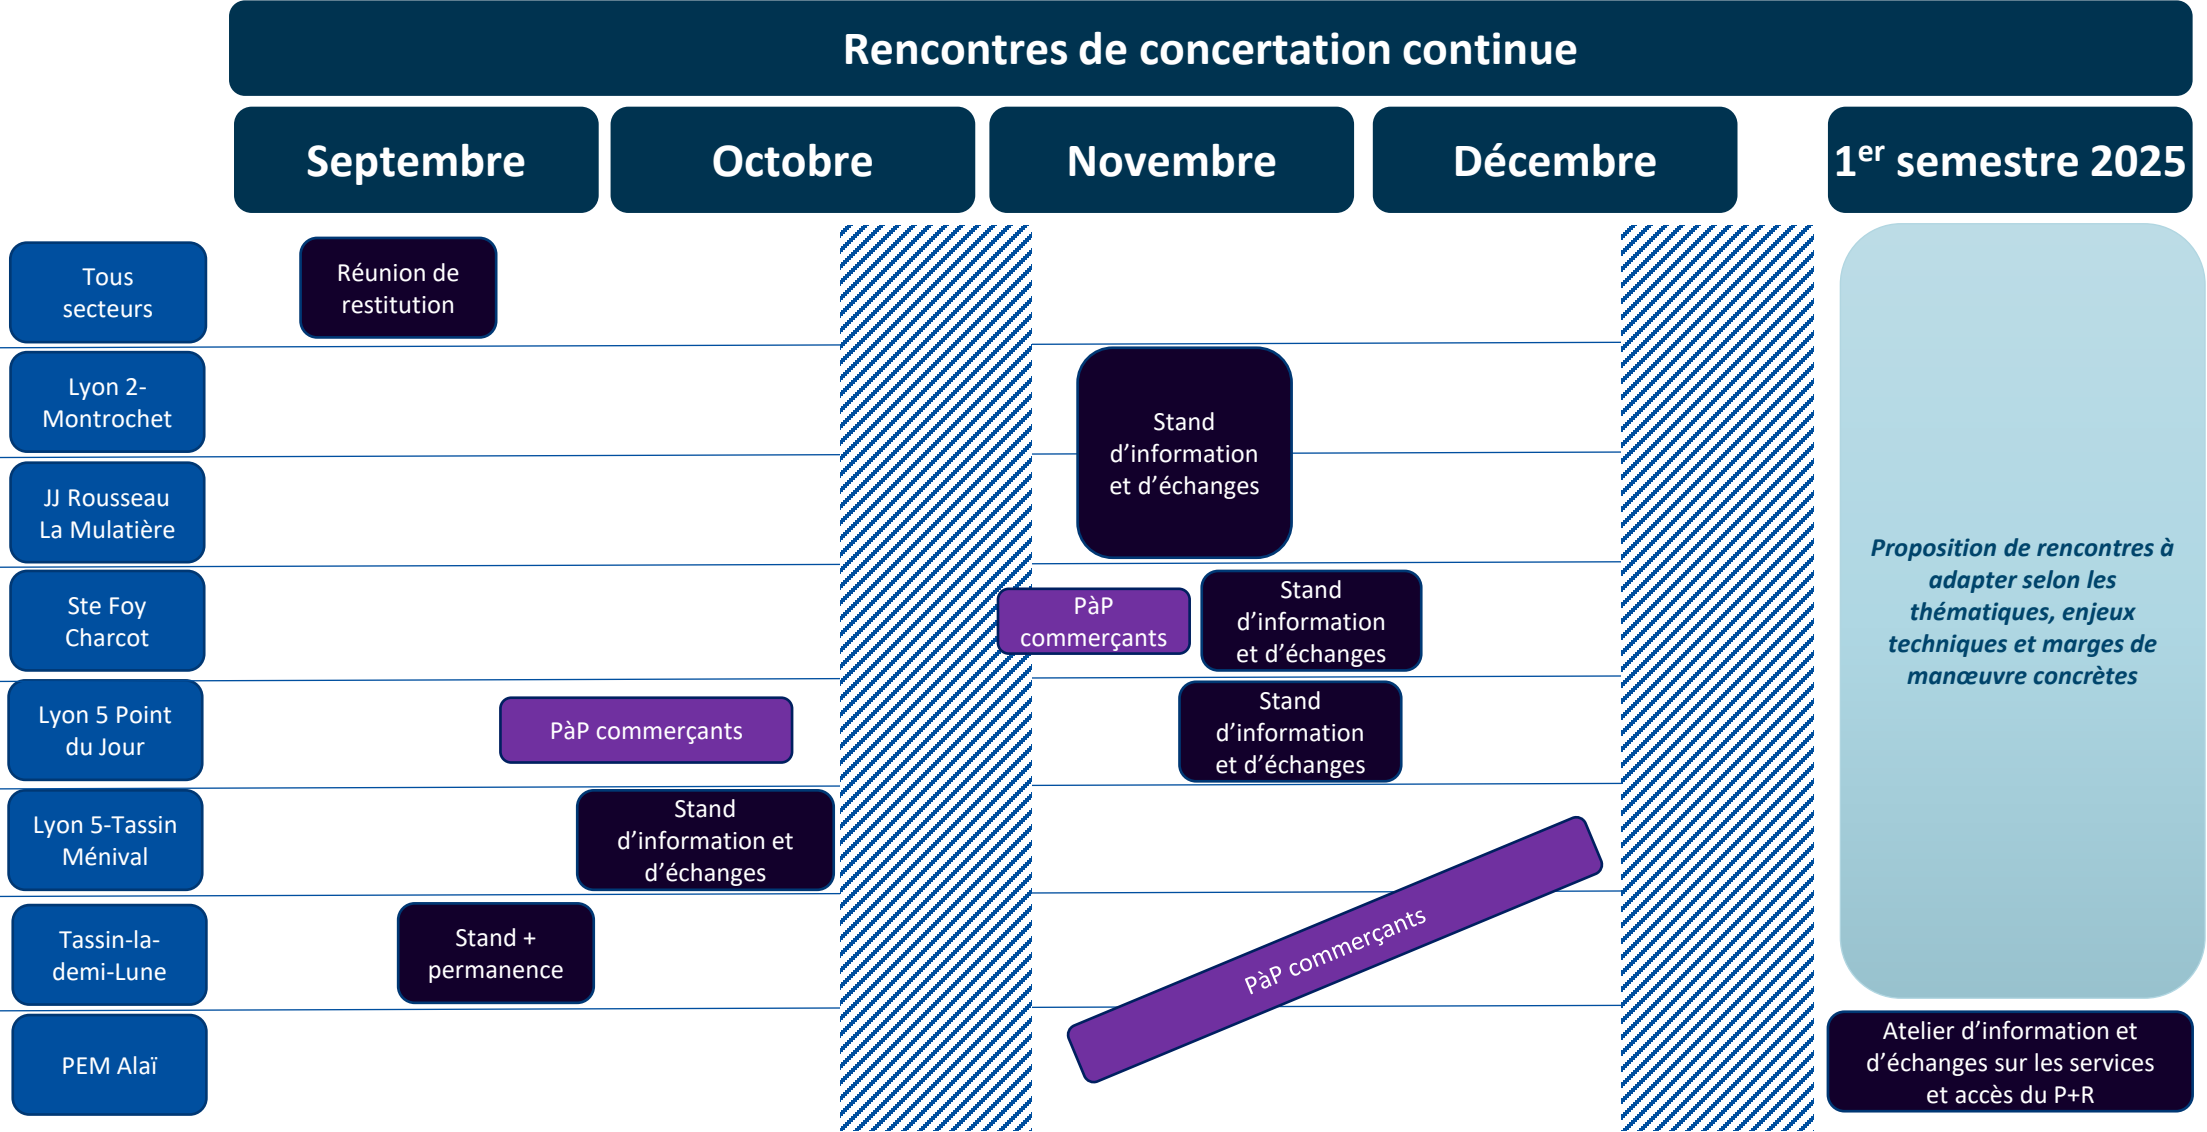 Rencontres de concertation continue
Septembre
Octobre
Novembre
Décembre
1er semestre 2025
Tous
secteurs
Réunion de
restitution
Lyon 2-
Montrochet
Stand
d’information
et d’échanges
JJ Rousseau
La Mulatière
Ste Foy
Charcot
PàP
commerçants
Stand
d’information
et d’échanges
Lyon 5 Point
du Jour
PàP commerçants
Stand
d’information
et d’échanges
Lyon 5-Tassin
Ménival
Stand
d’information et
d’échanges
Tassin-la-
demi-Lune
Stand +
permanence
PàP commerçants
PEM Alaï
Proposition de rencontres à
adapter selon les
thématiques, enjeux
techniques et marges de
manœuvre concrètes
Atelier d’information et
d’échanges sur les services
et accès du P+R